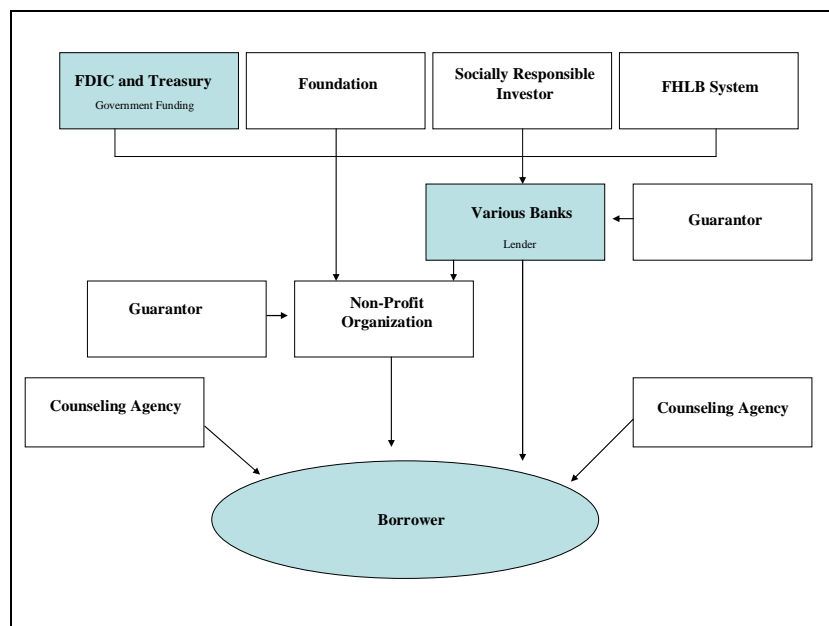 FDIC and Treasury
Government Funding
Foundation
Socially Responsible
Investor
FHLB System
Various Banks
Lender
Guarantor
Guarantor
Non-Profit
Organization
Counseling Agency
Counseling Agency
Borrower